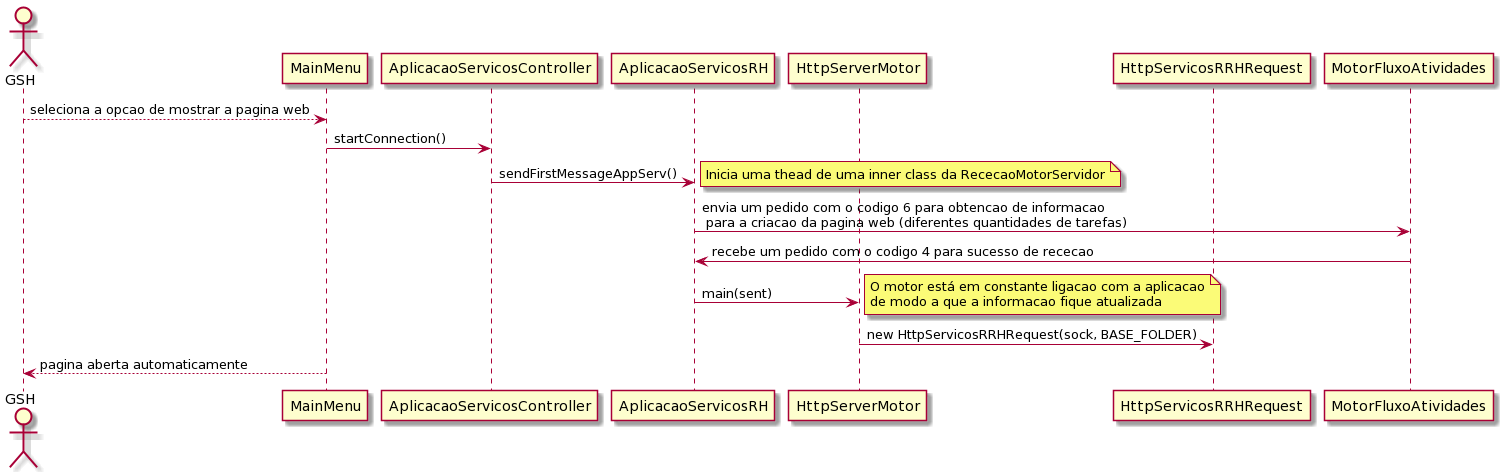 GSH
MainMenu
AplicacaoServicosController
AplicacaoServicosRH
HttpServerMotor
HttpServicosRRHRequest
MotorFluxoAtividades
seleciona a opcao de mostrar a pagina web
startConnection()
sendFirstMessageAppServ()
Inicia uma thead de uma inner class da RececaoMotorServidor
envia um pedido com o codigo 6 para obtencao de informacao
para a criacao da pagina web (diferentes quantidades de tarefas)
recebe um pedido com o codigo 4 para sucesso de rececao
main(sent)
O motor está em constante ligacao com a aplicacao
de modo a que a informacao fique atualizada
new HttpServicosRRHRequest(sock, BASE_FOLDER)
pagina aberta automaticamente
GSH
MainMenu
AplicacaoServicosController
AplicacaoServicosRH
HttpServerMotor
HttpServicosRRHRequest
MotorFluxoAtividades